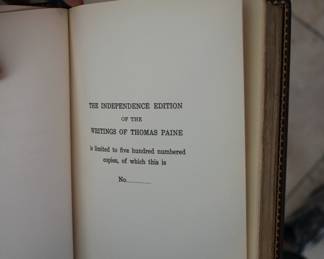 THE INDEPENDENCE EDITION
OF THE
WRITINGS OF THOMAS PAINE
is limited to five hundred numbered
copies, of which this is
No..........